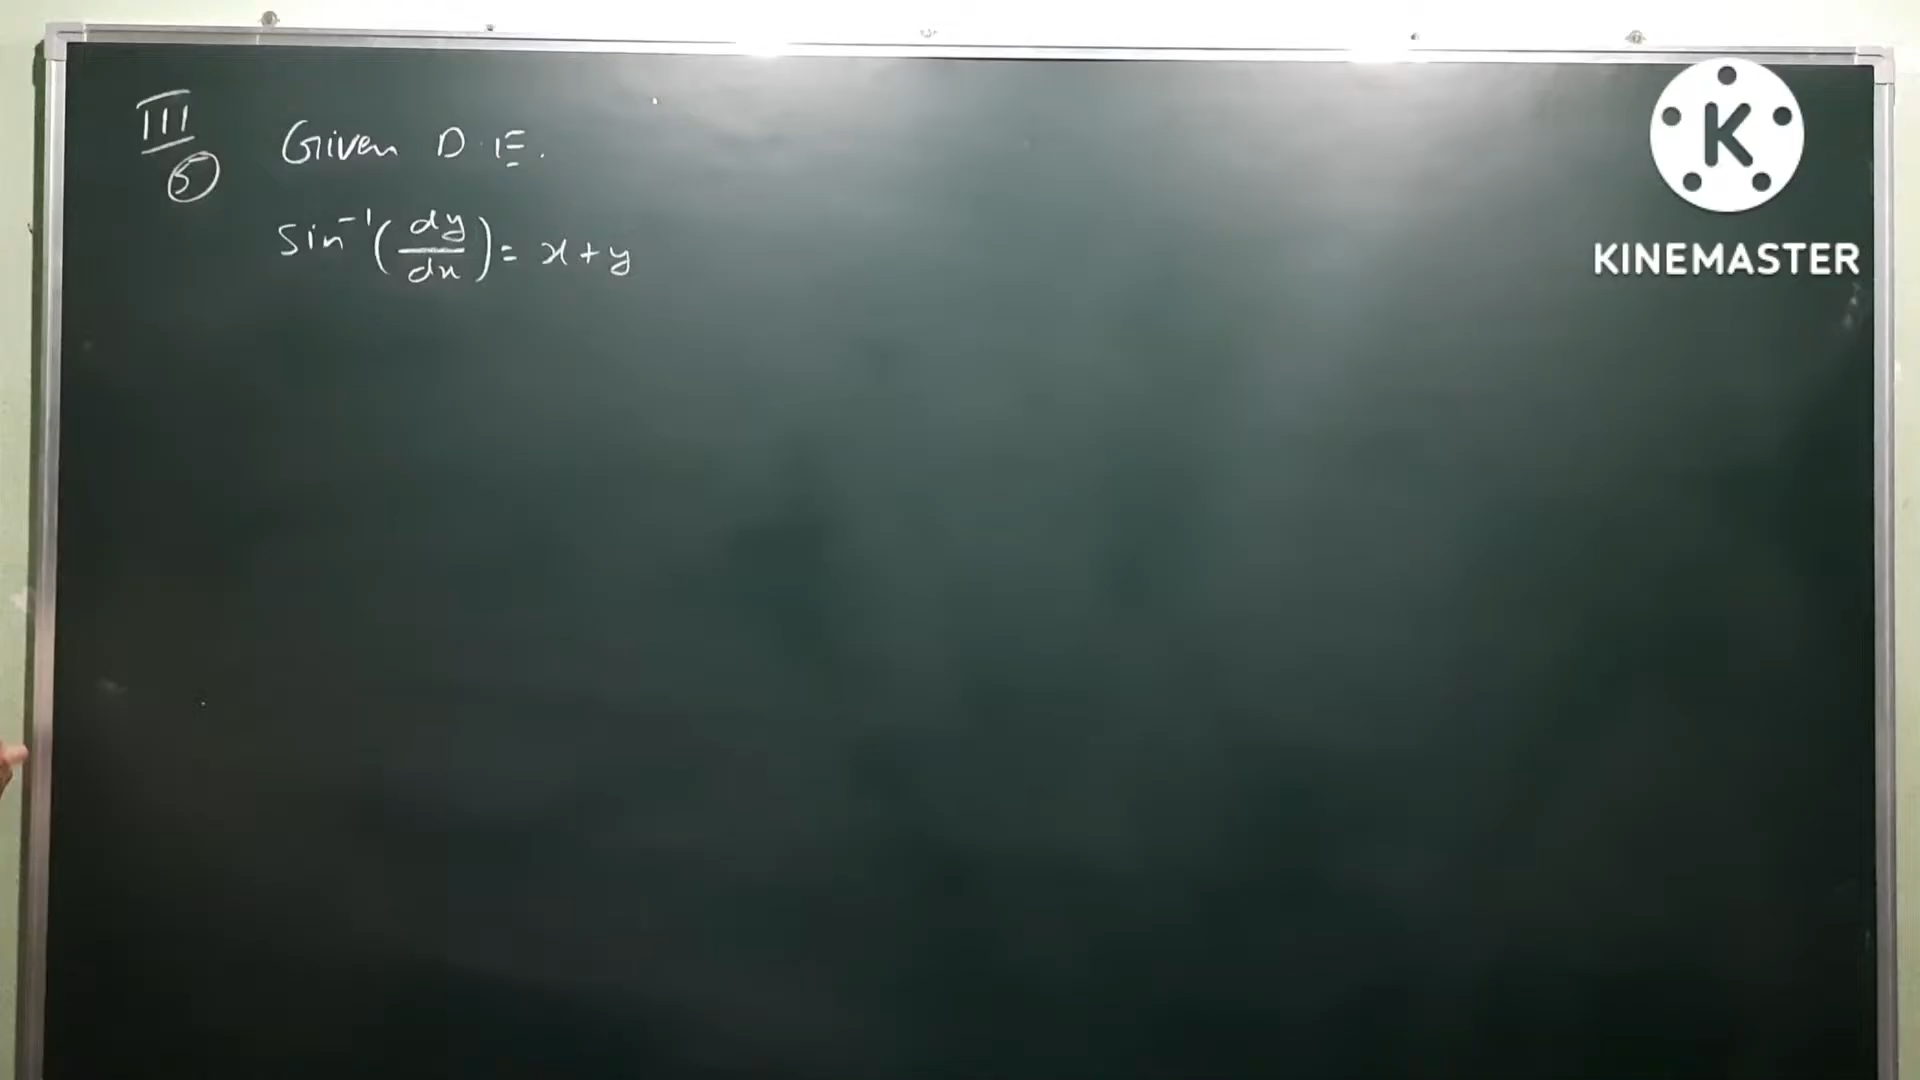 III
5
Given D.E.
Sin⁻¹(dy/dx) = x+y
K
KINEMASTER